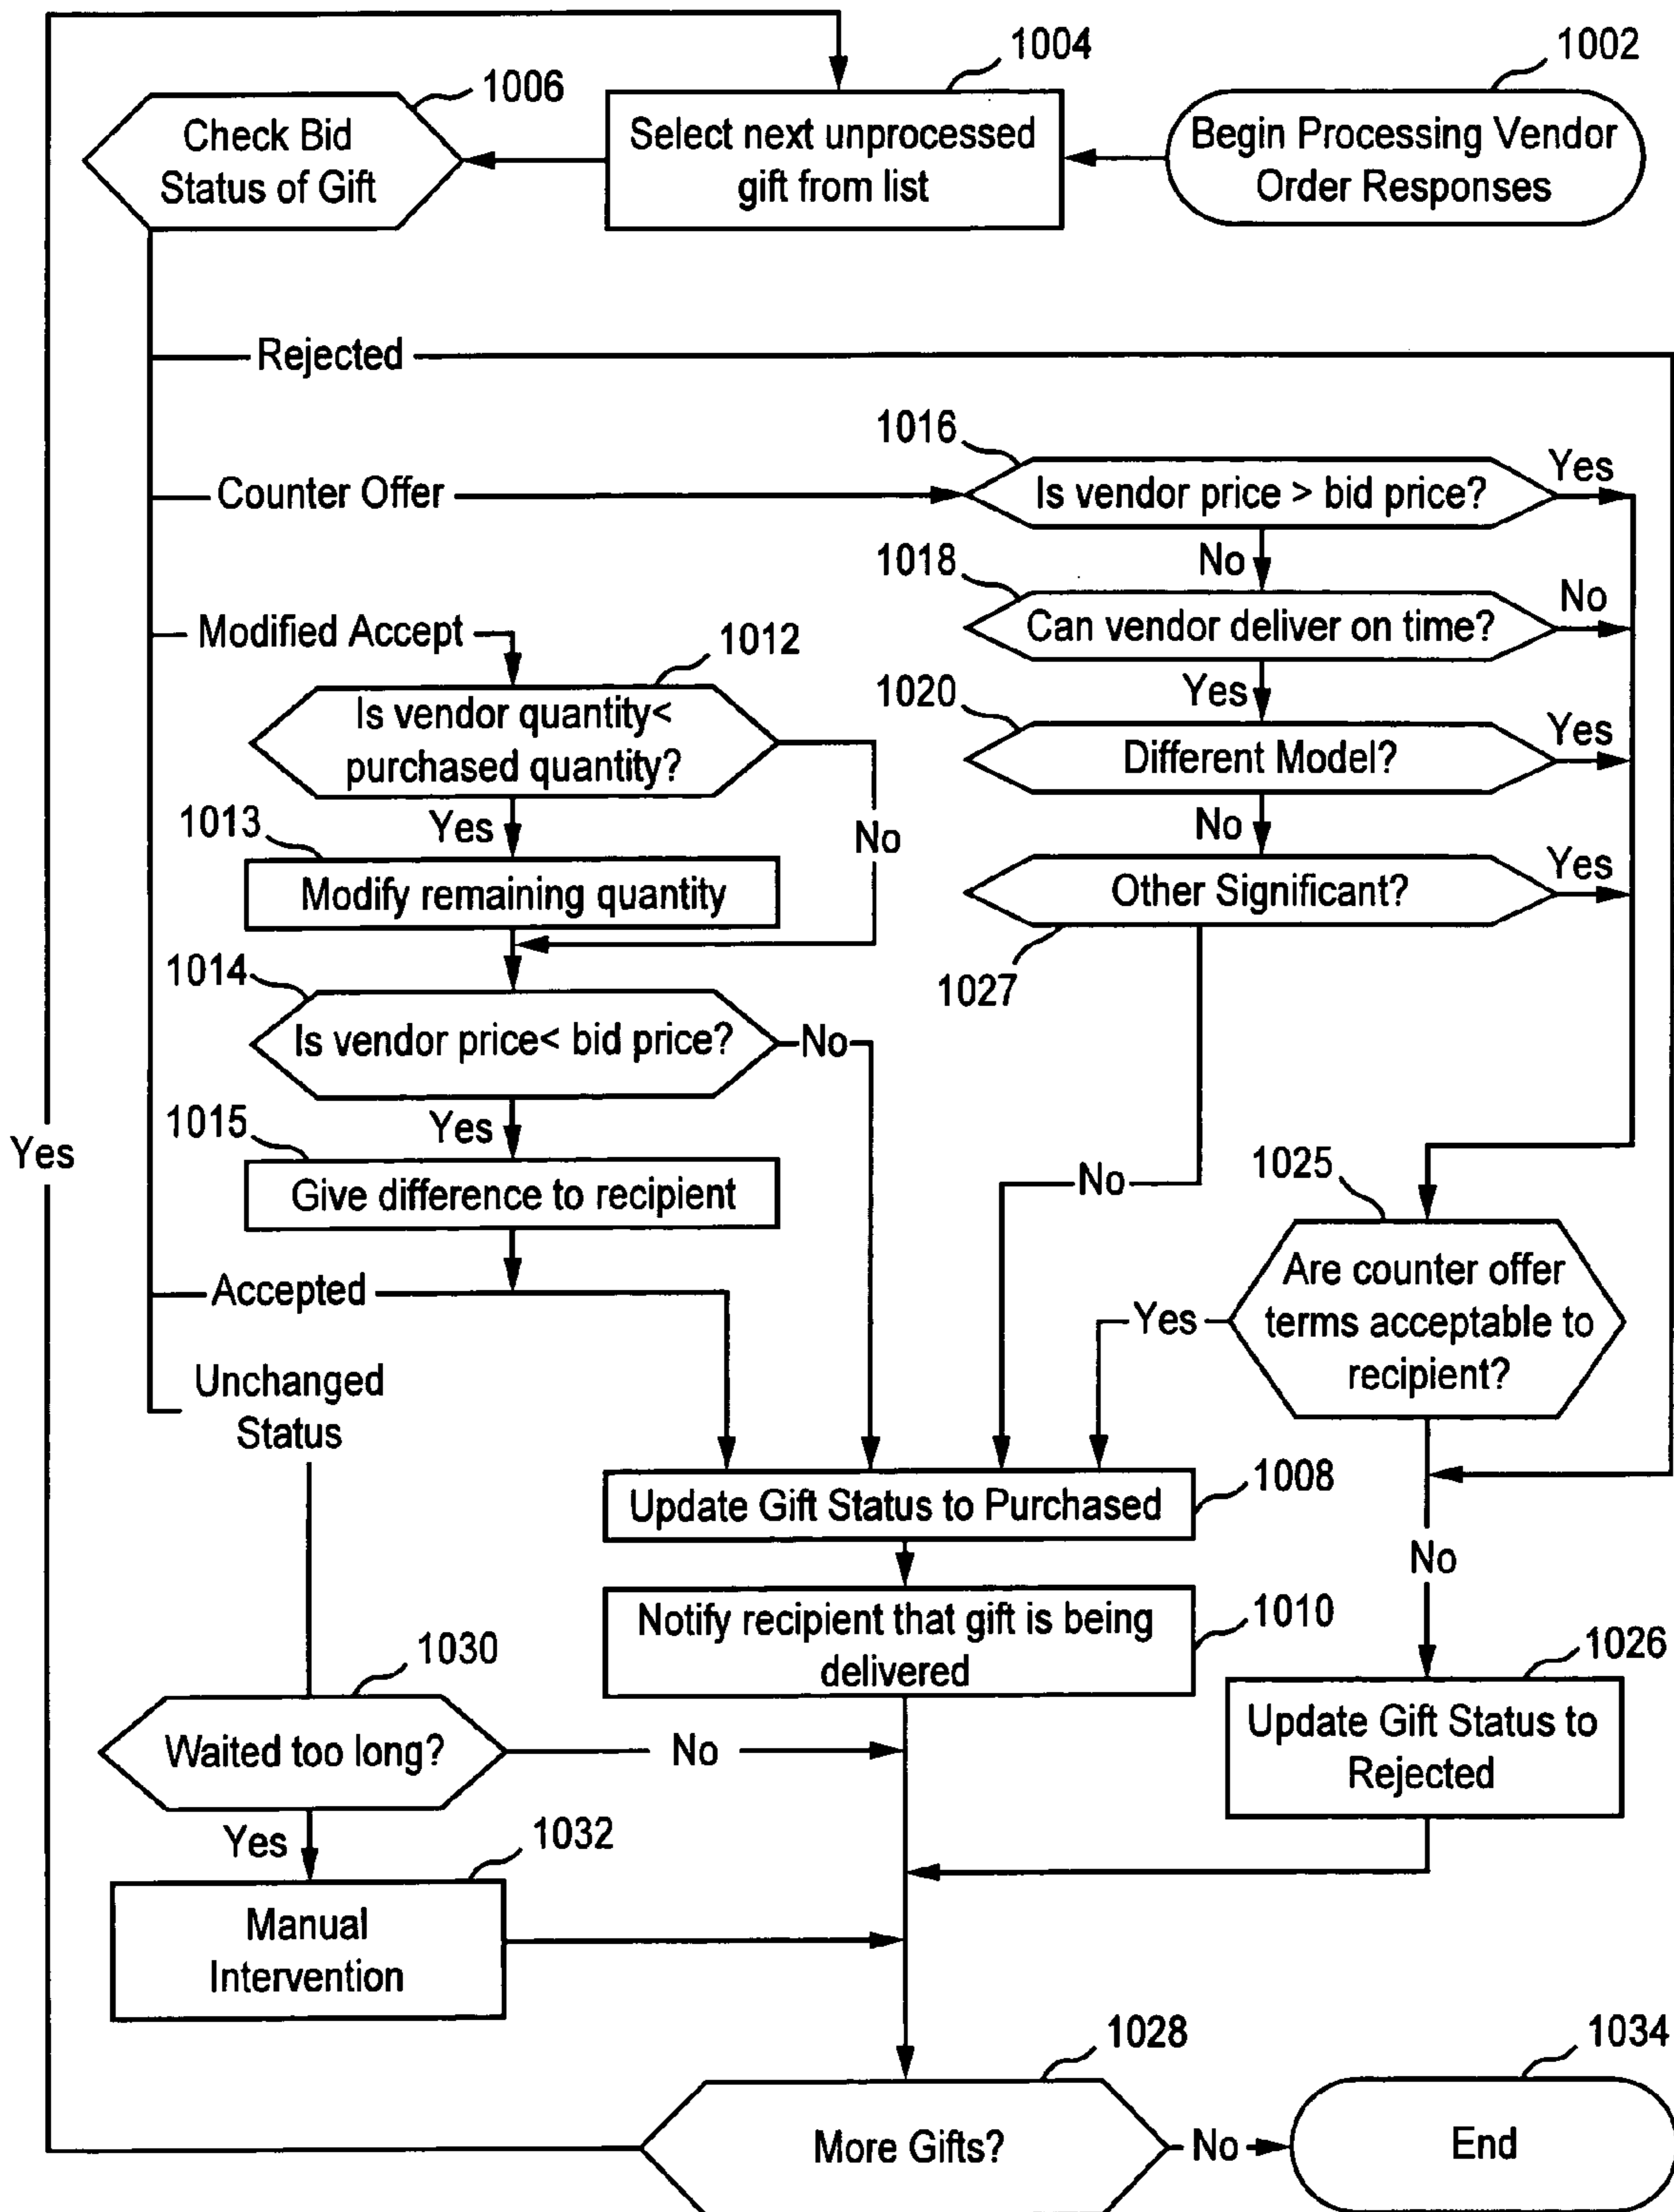 1004
1002
1006
Check Bid
Status of Gift
Select next unprocessed
gift from list
Begin Processing Vendor
Order Responses
Rejected
1016
Counter Offer
Is vendor price > bid price?
Yes
No
1018
Can vendor deliver on time?
No
Modified Accept
1012
Is vendor quantity<
purchased quantity?
Yes
1020
Different Model?
Yes
1013
Yes
No
Modify remaining quantity
No
Other Significant?
Yes
1027
1014
Is vendor price< bid price?
No
Yes
1015
Give difference to recipient
Yes
No
1025
Are counter offer
terms acceptable to
recipient?
Accepted
Yes
Unchanged
Status
Update Gift Status to Purchased
1008
No
Notify recipient that gift is being
delivered
1010
1026
Update Gift Status to
Rejected
1030
Waited too long?
No
Yes
1032
Manual
Intervention
1028
More Gifts?
No
1034
End